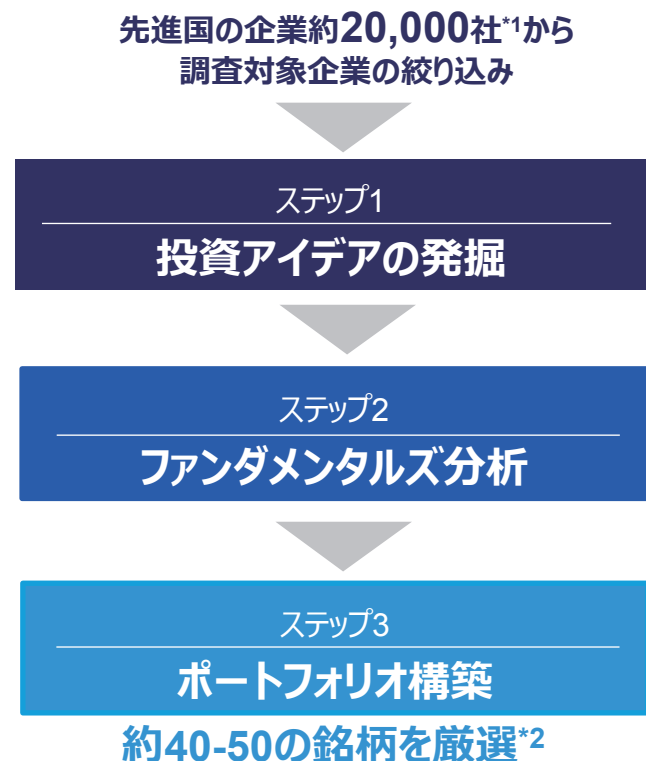 先進国の企業約20,000社*1から
調査対象企業の絞り込み
ステップ1
投資アイデアの発掘
ステップ2
ファンダメンタルズ分析
ステップ3
ポートフォリオ構築
約40-50の銘柄を厳選*2